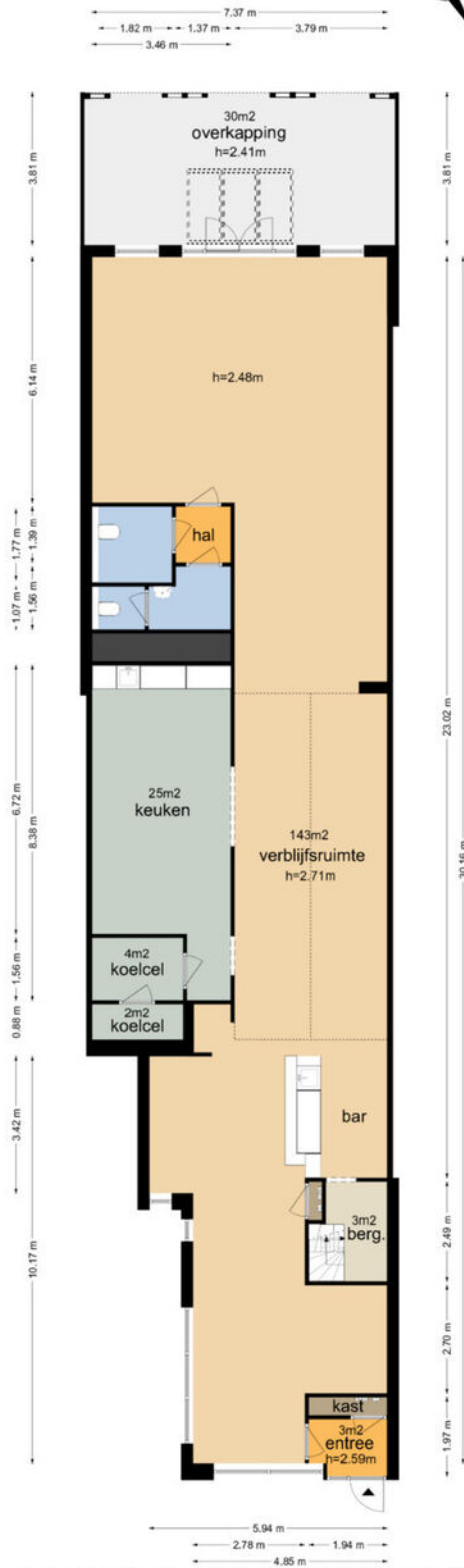 7.37 m
1.82 m
1.37 m
3.79 m
3.46 m
3.81 m
3.81 m
30m2
overkapping
h=2.41m
6.14 m
h=2.48m
1.77 m
1.39 m
hal
1.07 m
1.56 m
23.02 m
6.72 m
8.38 m
25m2
keuken
143m2
verblijfsruimte
h=2.71m
1.56 m
4m2
koelcel
0.88 m
2m2
koelcel
3.42 m
bar
10.17 m
3m2
berg.
2.49 m
2.70 m
kast
3m2
entree
h=2.59m
1.97 m
5.94 m
2.78 m
1.94 m
4.85 m